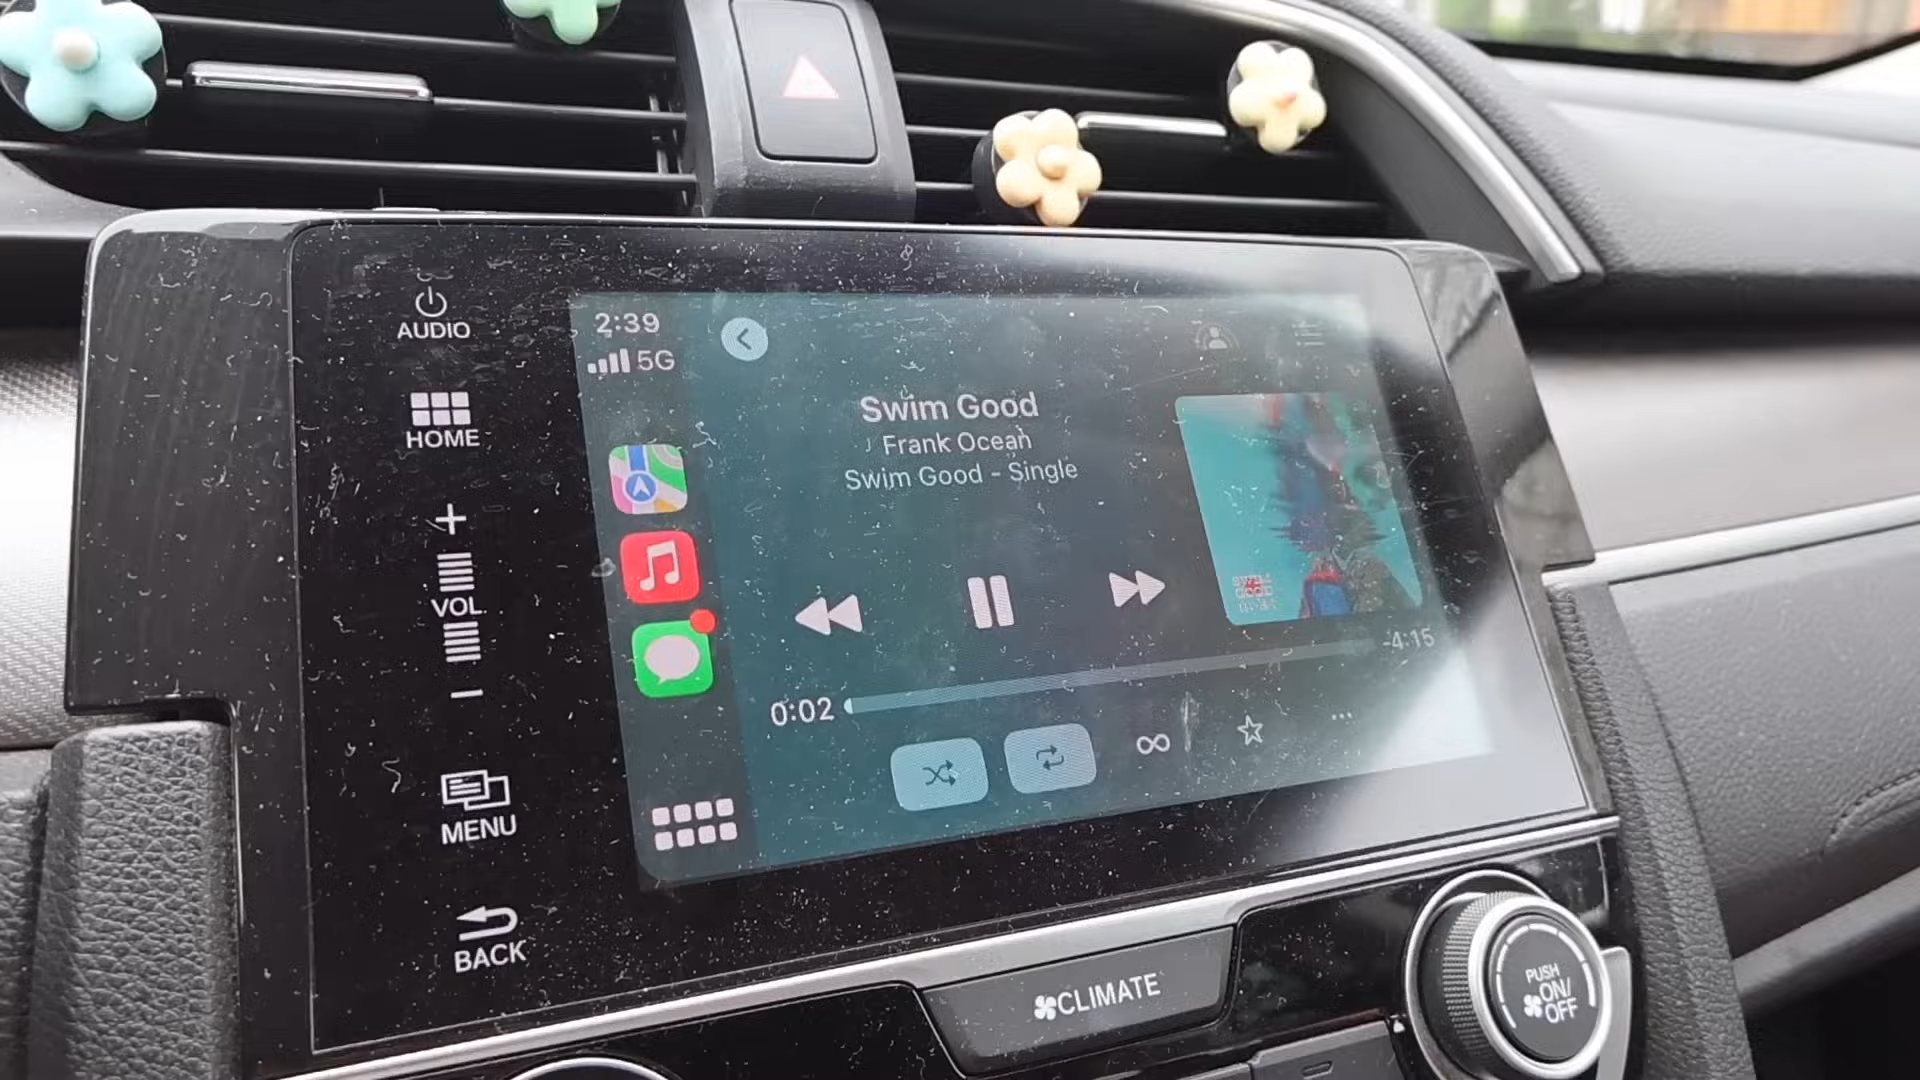 AUDIO
HOME
VOL
MENU
BACK
2:39
5G
Swim Good
Frank Ocean
Swim Good - Single
-4:15
0:02
CLIMATE
PUSH
ON/
OFF